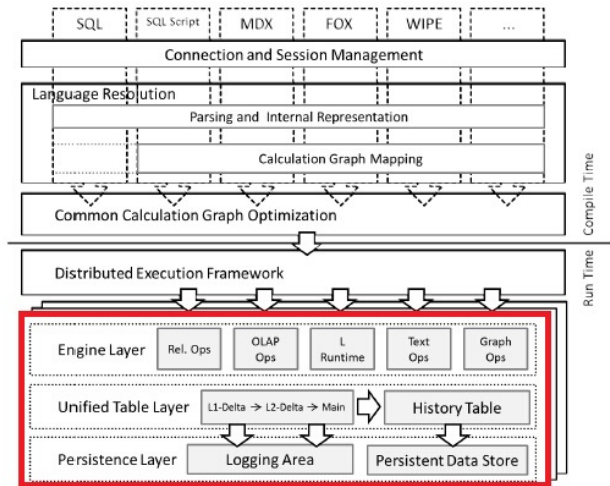 SQL
SQL Script
MDX
FOX
WIPE
...
Connection and Session Management
Language Resolution
Parsing and Internal Representation
Calculation Graph Mapping
Common Calculation Graph Optimization
Compile Time
Run Time
Distributed Execution Framework
Engine Layer
Rel. Ops
OLAP
Ops
L
Runtime
Text
Ops
Graph
Ops
Unified Table Layer
L1-Delta → L2-Delta → Main
History Table
Persistence Layer
Logging Area
Persistent Data Store